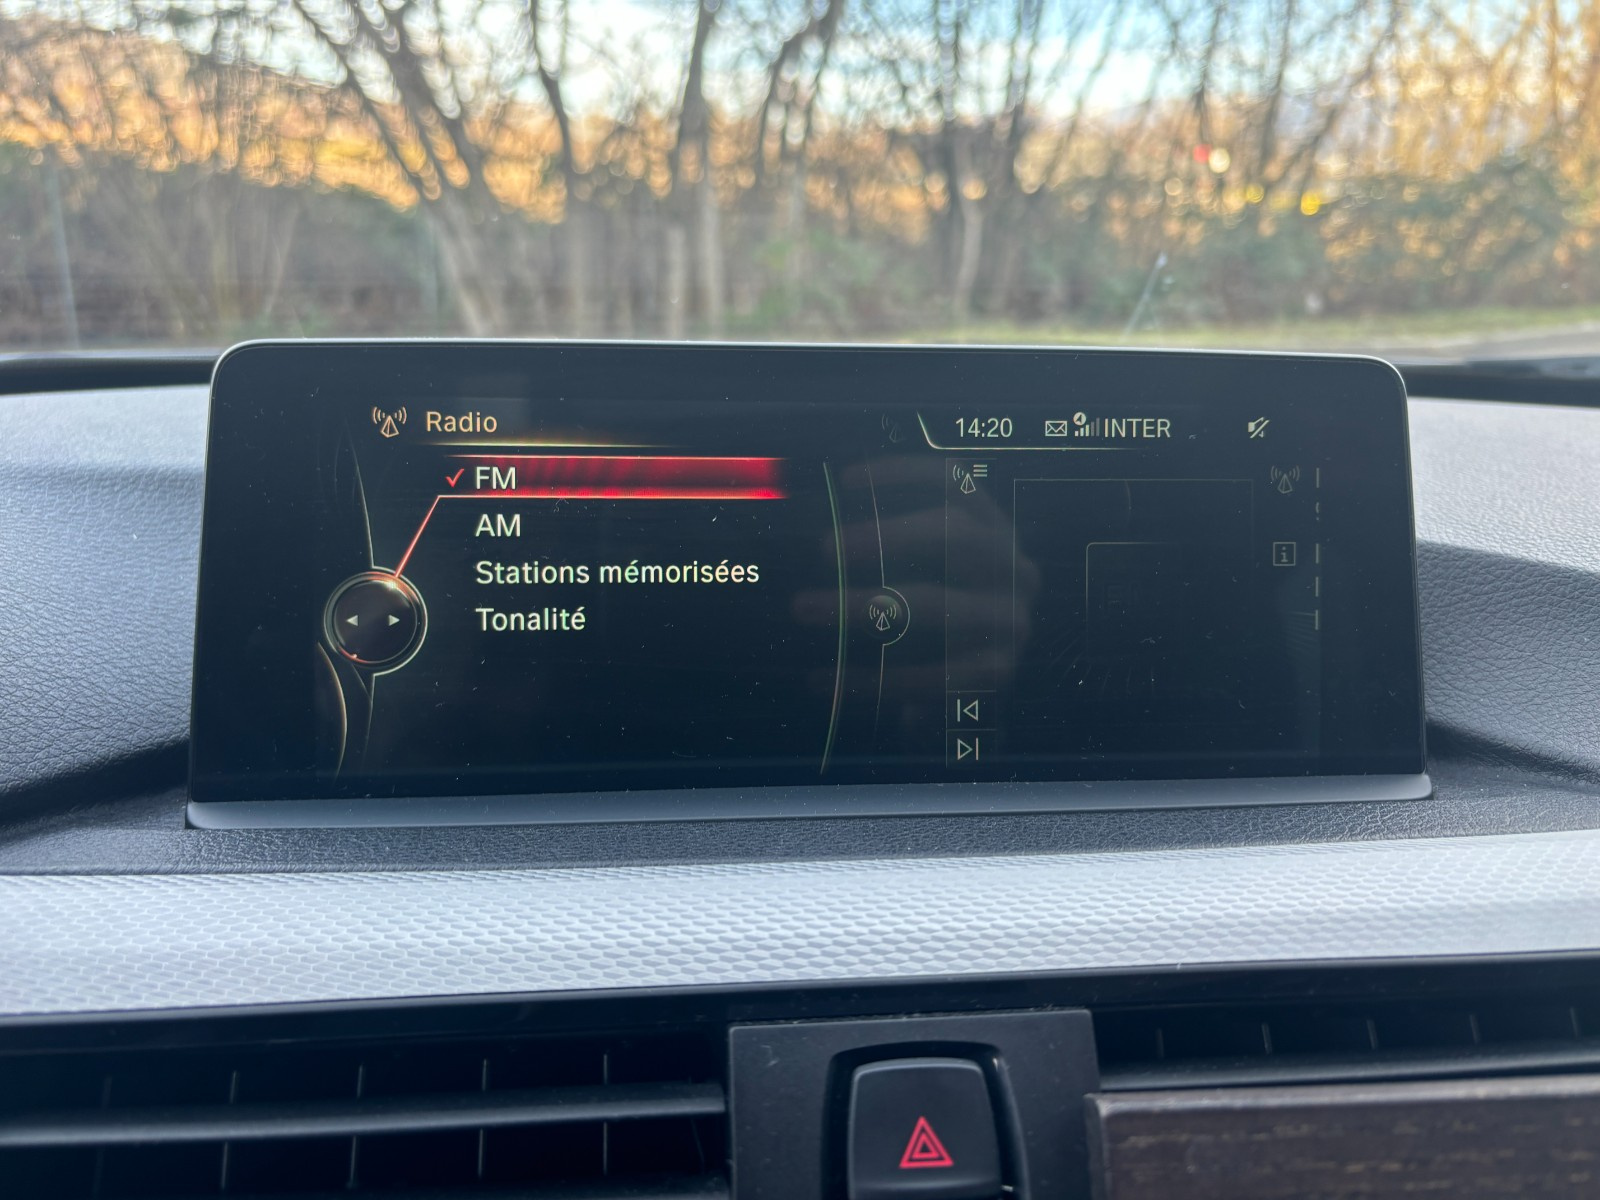 Radio
14:20 INTER
FM
AM
Stations mémorisées
Tonalité